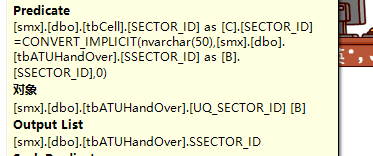 Predicate
[smx].[dbo].[tbCell].[SECTOR_ID] as [C].[SECTOR_ID]
=CONVERT_IMPLICIT(nvarchar(50),[smx].[dbo].
[tbATUHandOver].[SSECTOR_ID] as [B].
[SSECTOR_ID],0)
对象
[smx].[dbo].[tbATUHandOver].[UQ_SECTOR_ID] [B]
Output List
[smx].[dbo].[tbATUHandOver].SSECTOR_ID